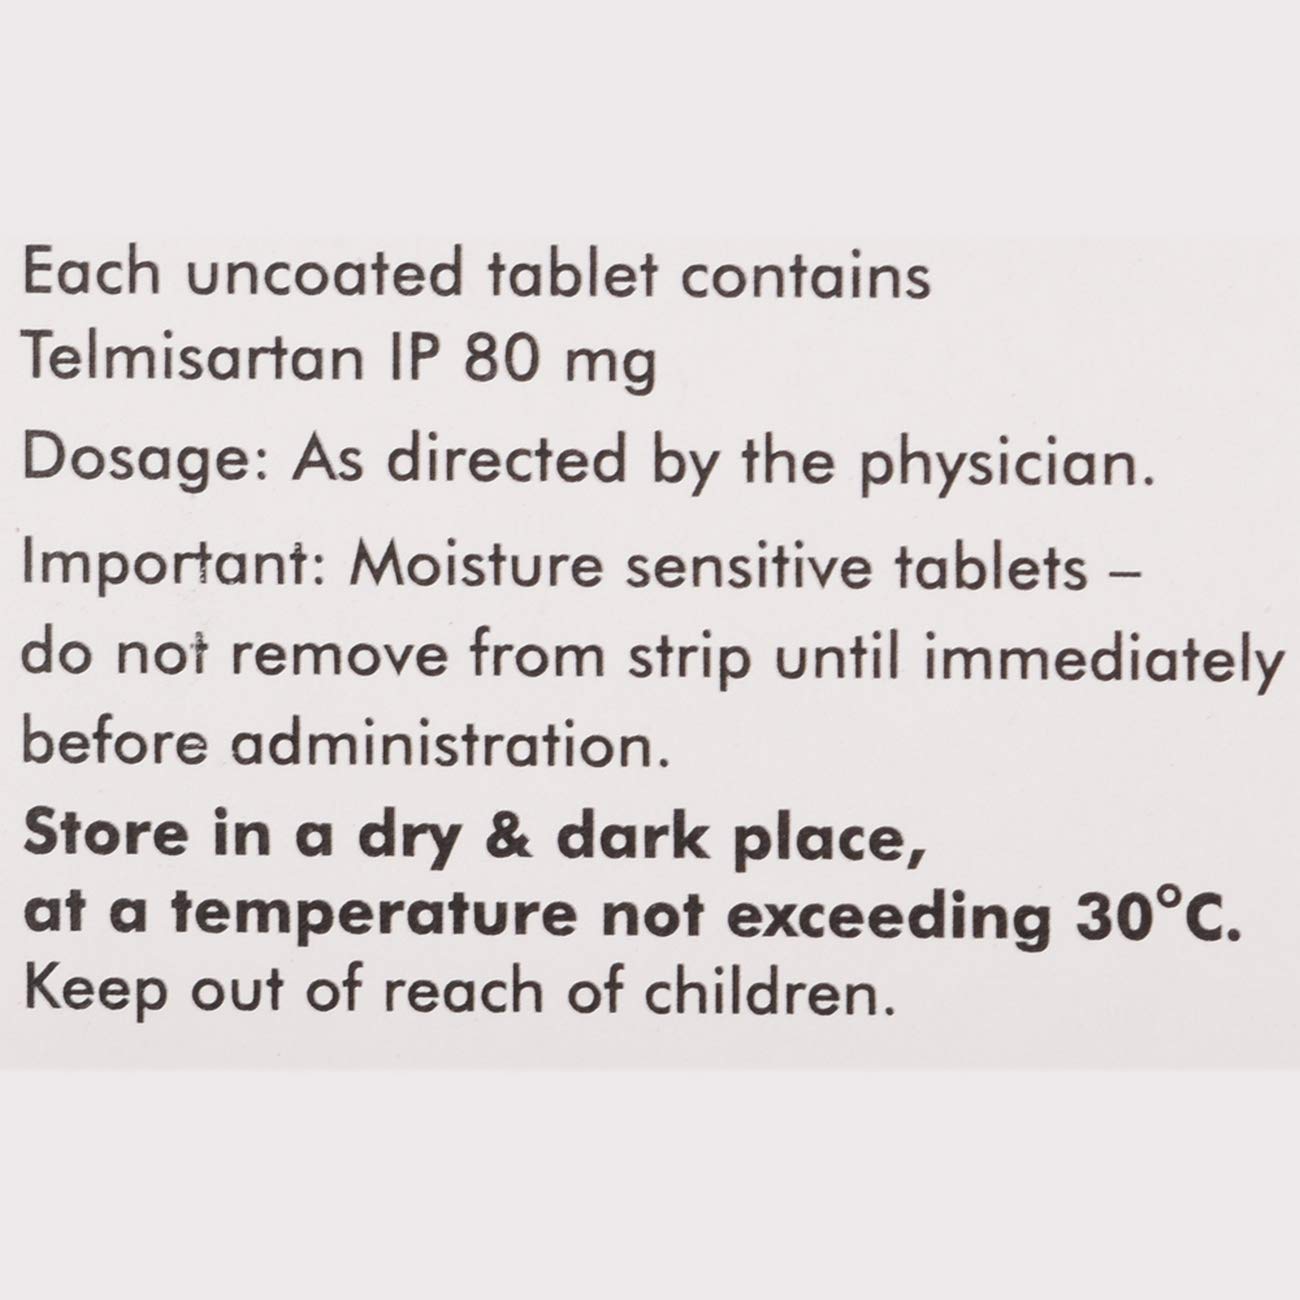 Each uncoated tablet contains
Telmisartan IP 80 mg
Dosage: As directed by the physician.
Important: Moisture sensitive tablets –
do not remove from strip until immediately
before administration.
Store in a dry & dark place,
at a temperature not exceeding 30°C.
Keep out of reach of children.